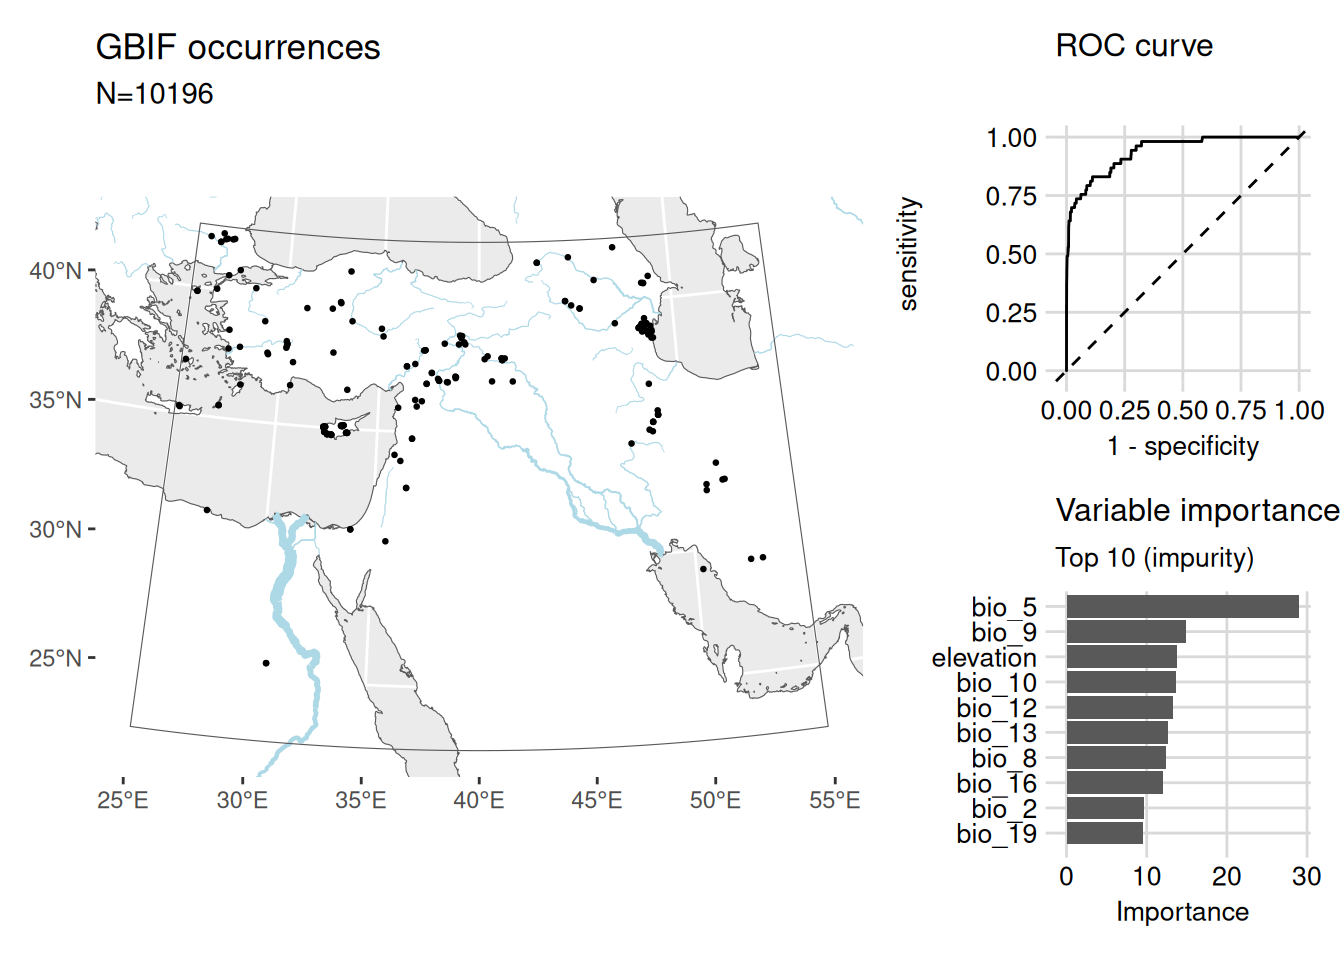 GBIF occurrences
N=10196
40°N
35°N
30°N
25°N
25°E 30°E 35°E 40°E 45°E 50°E 55°E
ROC curve
sensitivity
1.00
0.75
0.50
0.25
0.00
0.00 0.25 0.50 0.75 1.00
1 - specificity
Variable importance
Top 10 (impurity)
bio_5
bio_9
elevation
bio_10
bio_12
bio_13
bio_8
bio_16
bio_2
bio_19
0 10 20 30
Importance